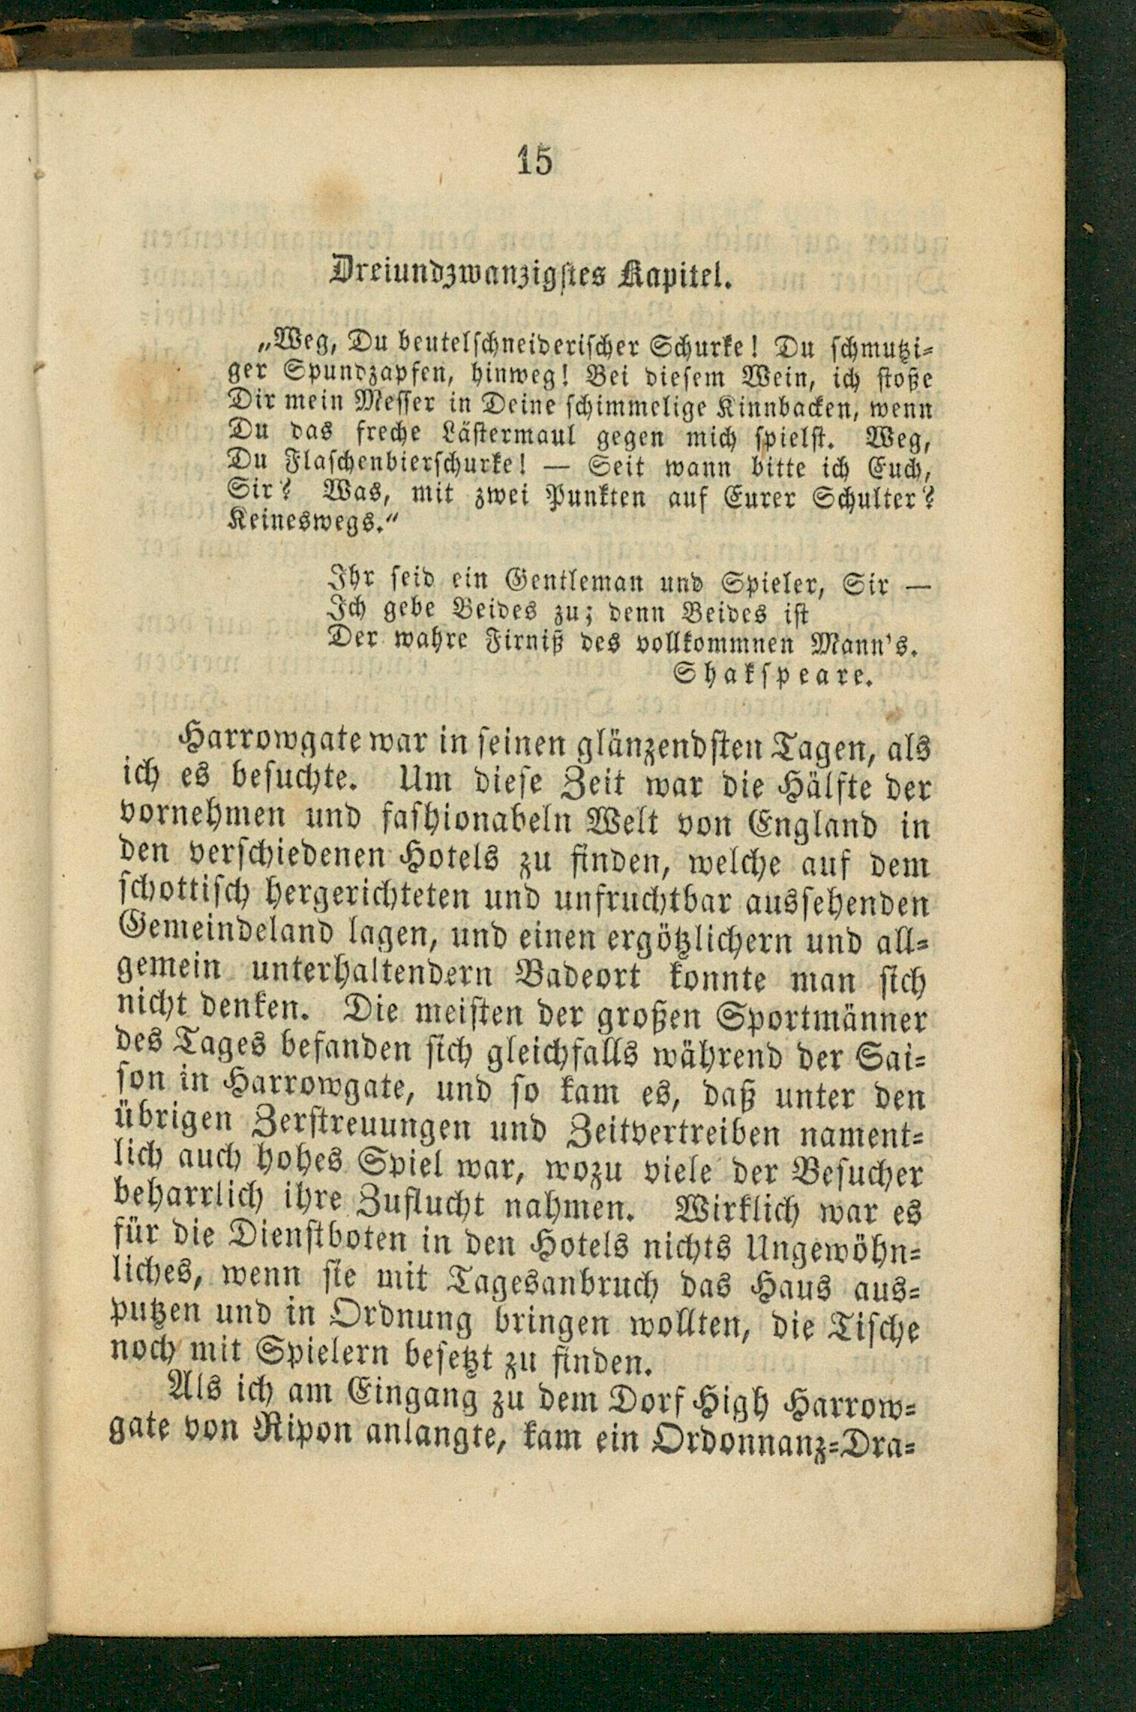 15
Dreiundzwanzigstes Kapitel.
„Weg, Du beutelschneiderischer Schurke! Du schmutzi-
ger Spundzapfen, hinweg! Bei diesem Wein, ich stoße
Dir mein Messer in Deine schimmelige Kinnbacken, wenn
Du das freche Lästermaul gegen mich spielst. Weg,
Du Flaschenbierschurke! — Seit wann bitte ich Euch,
Sir? Was, mit zwei Punkten auf Eurer Schulter?
Keineswegs.“
Ihr seid ein Gentleman und Spieler, Sir —
Ich gebe Beides zu; denn Beides ist
Der wahre Firniß des vollkommnen Mann's.
Shakspeare.
Harrowgate war in seinen glänzendsten Tagen, als
ich es besuchte. Um diese Zeit war die Hälfte der
vornehmen und fashionabeln Welt von England in
den verschiedenen Hotels zu finden, welche auf dem
schottisch hergerichteten und unfruchtbar aussehenden
Gemeindeland lagen, und einen ergötzlichern und all-
gemein unterhaltendern Badeort konnte man sich
nicht denken. Die meisten der großen Sportmänner
des Tages befanden sich gleichfalls während der Sai-
son in Harrowgate, und so kam es, daß unter den
übrigen Zerstreuungen und Zeitvertreiben nament-
lich auch hohes Spiel war, wozu viele der Besucher
beharrlich ihre Zuflucht nahmen. Wirklich war es
für die Dienstboten in den Hotels nichts Ungewöhn-
liches, wenn sie mit Tagesanbruch das Haus aus-
putzen und in Ordnung bringen wollten, die Tische
noch mit Spielern besetzt zu finden.
Als ich am Eingang zu dem Dorf High Harrow-
gate von Ripon anlangte, kam ein Ordonnanz-Dra-